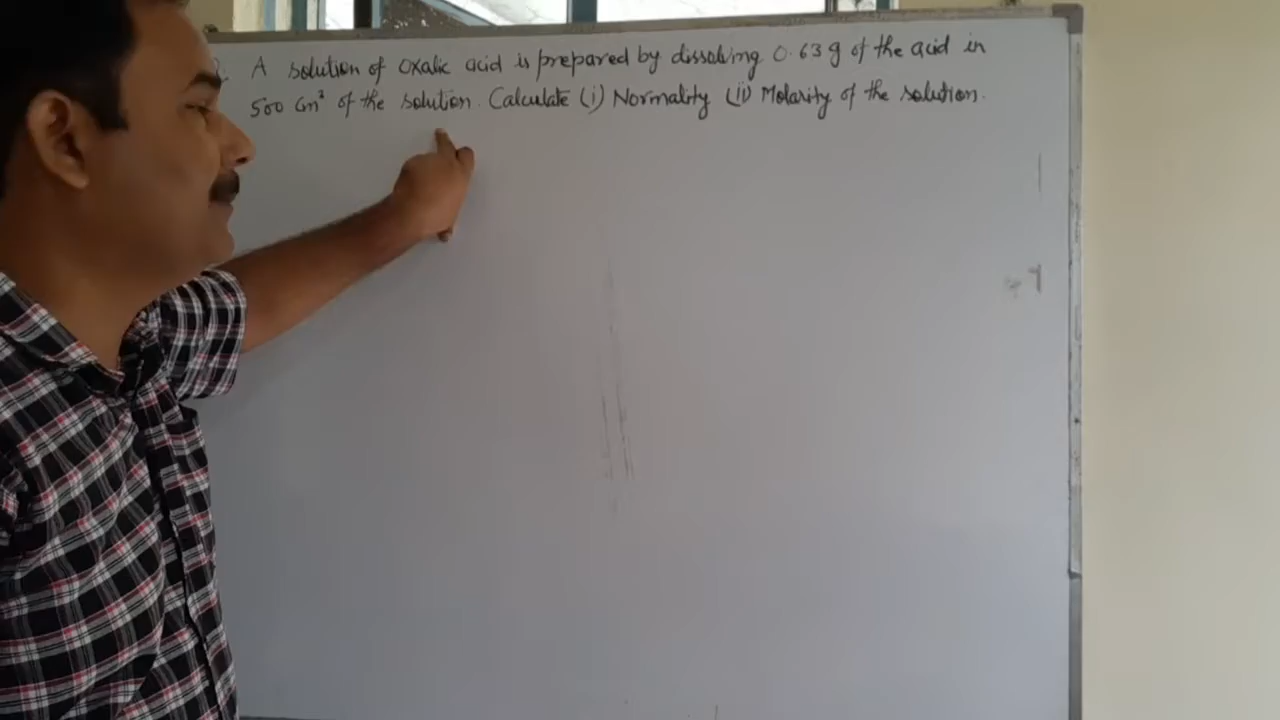 2. A solution of oxalic acid is prepared by dissolving 0.63 g of the acid in
500 cm³ of the solution. Calculate (i) Normality (ii) Molarity of the solution.